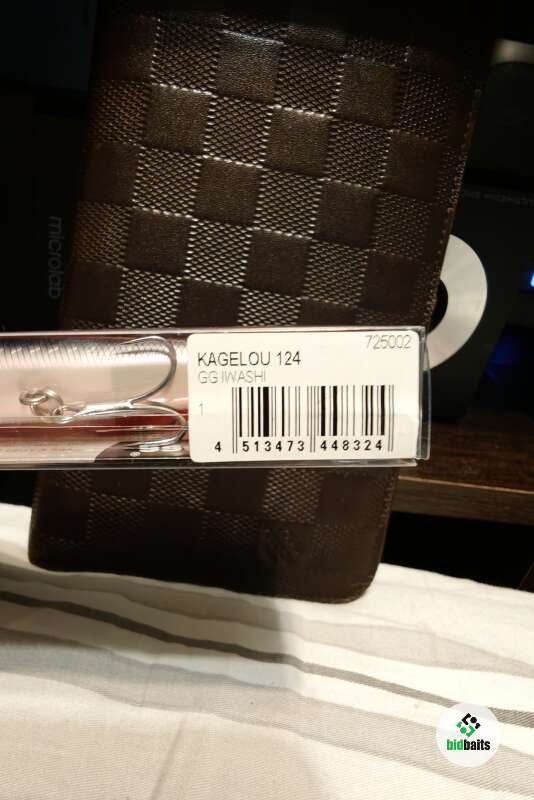 microlab
725002
KAGELOU 124
GG IWASHI
1
4 513473 448324
bidbaits